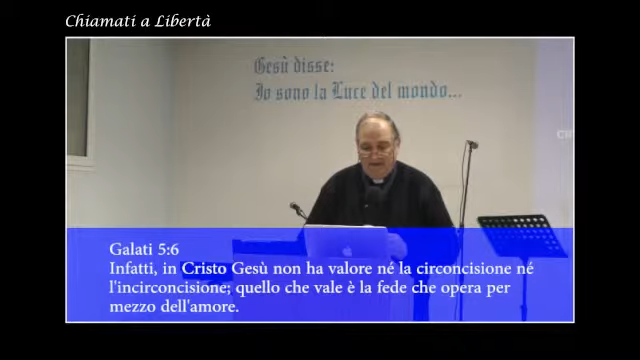 Chiamati a Libertà
Gesù disse:
Io sono la Luce del mondo...
Galati 5:6
Infatti, in Cristo Gesù non ha valore né la circoncisione né
l'incirconcisione; quello che vale è la fede che opera per
mezzo dell'amore.